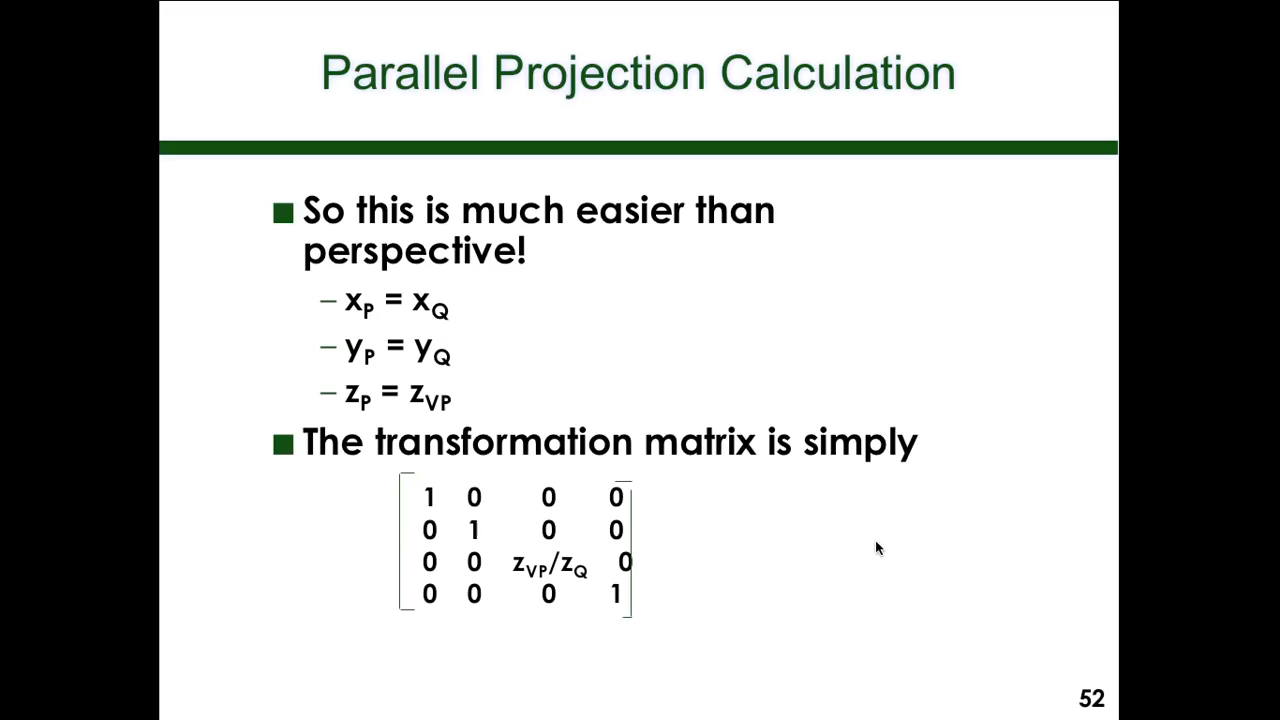 Parallel Projection Calculation
■ So this is much easier than
perspective!
– xP = xQ
– yP = yQ
– zP = zVP
■ The transformation matrix is simply
1 0 0 0
0 1 0 0
0 0 zVP/zQ 0
0 0 0 1
52